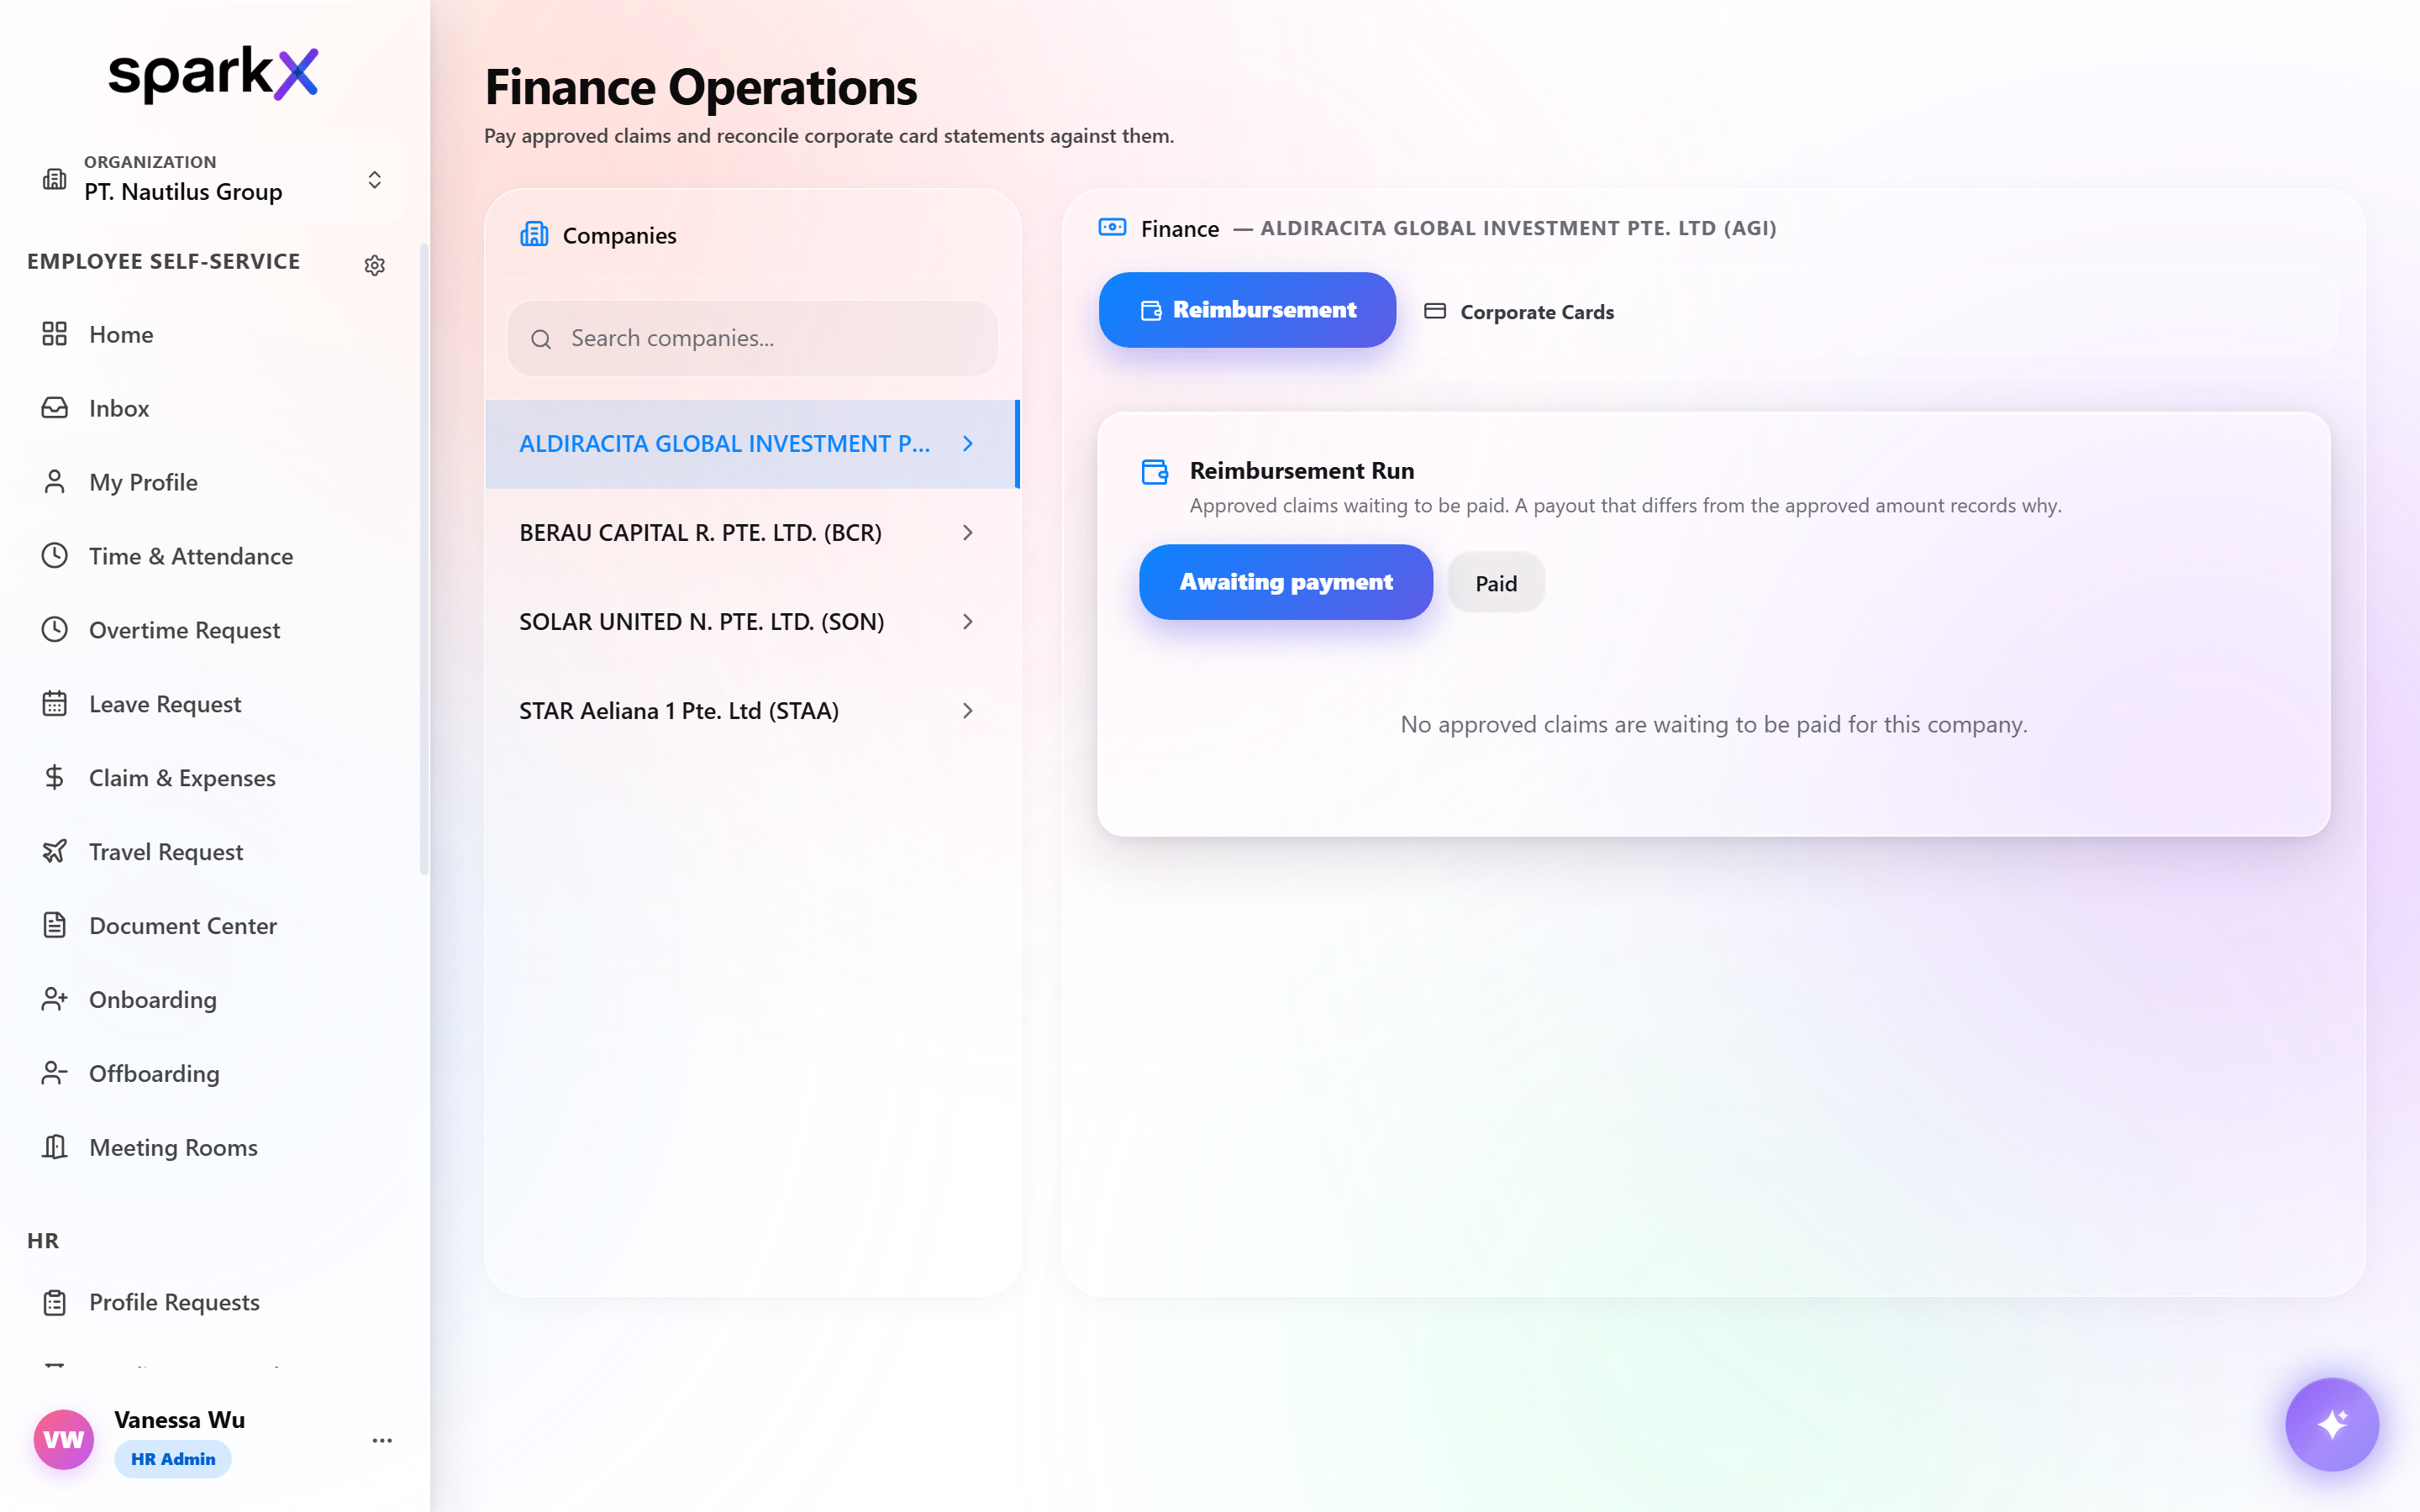 sparkX
ORGANIZATION
PT. Nautilus Group
EMPLOYEE SELF-SERVICE
Home
Inbox
My Profile
Time & Attendance
Overtime Request
Leave Request
Claim & Expenses
Travel Request
Document Center
Onboarding
Offboarding
Meeting Rooms
HR
Profile Requests
VW
Vanessa Wu
HR Admin
Finance Operations
Pay approved claims and reconcile corporate card statements against them.
Companies
Search companies...
ALDIRACITA GLOBAL INVESTMENT P...
BERAU CAPITAL R. PTE. LTD. (BCR)
SOLAR UNITED N. PTE. LTD. (SON)
STAR Aeliana 1 Pte. Ltd (STAA)
Finance — ALDIRACITA GLOBAL INVESTMENT PTE. LTD (AGI)
Reimbursement
Corporate Cards
Reimbursement Run
Approved claims waiting to be paid. A payout that differs from the approved amount records why.
Awaiting payment
Paid
No approved claims are waiting to be paid for this company.